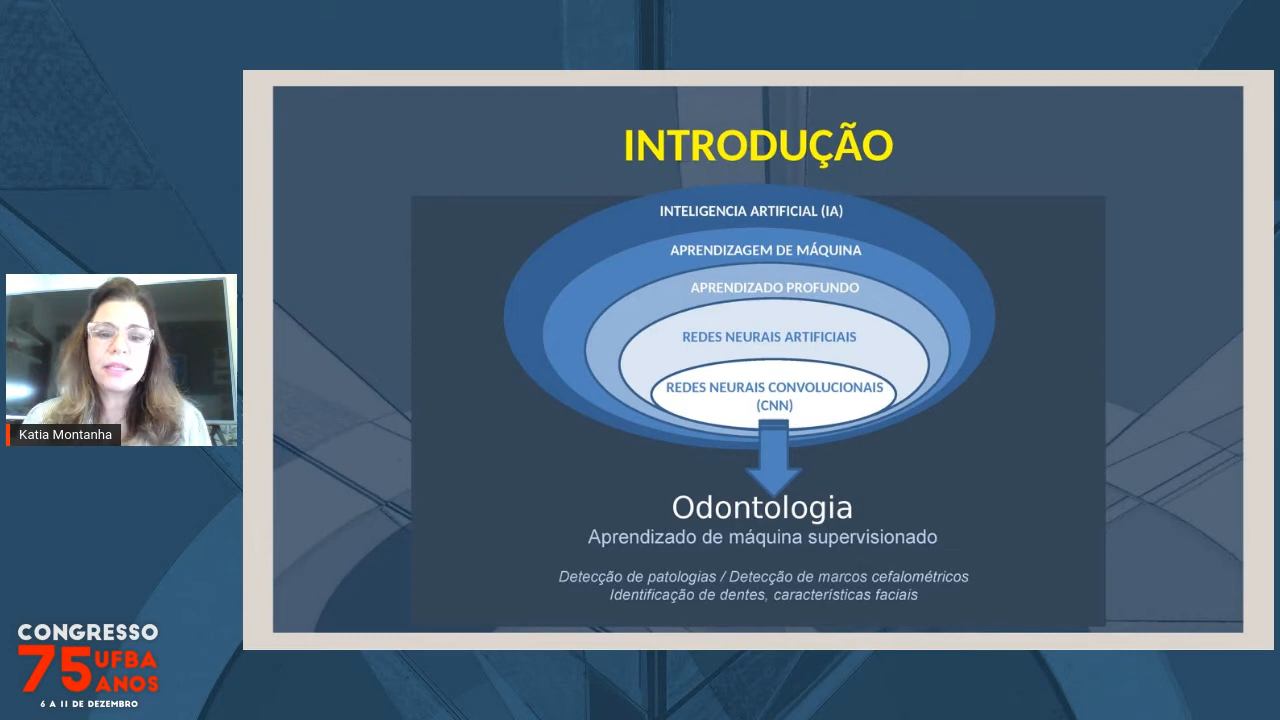 INTRODUÇÃO
INTELIGENCIA ARTIFICIAL (IA)
APRENDIZAGEM DE MÁQUINA
APRENDIZADO PROFUNDO
REDES NEURAIS ARTIFICIAIS
REDES NEURAIS CONVOLUCIONAIS
(CNN)
Odontologia
Aprendizado de máquina supervisionado
Detecção de patologias / Detecção de marcos cefalométricos
Identificação de dentes, características faciais
Katia Montanha
CONGRESSO
75 UFBA
ANOS
6 A 11 DE DEZEMBRO